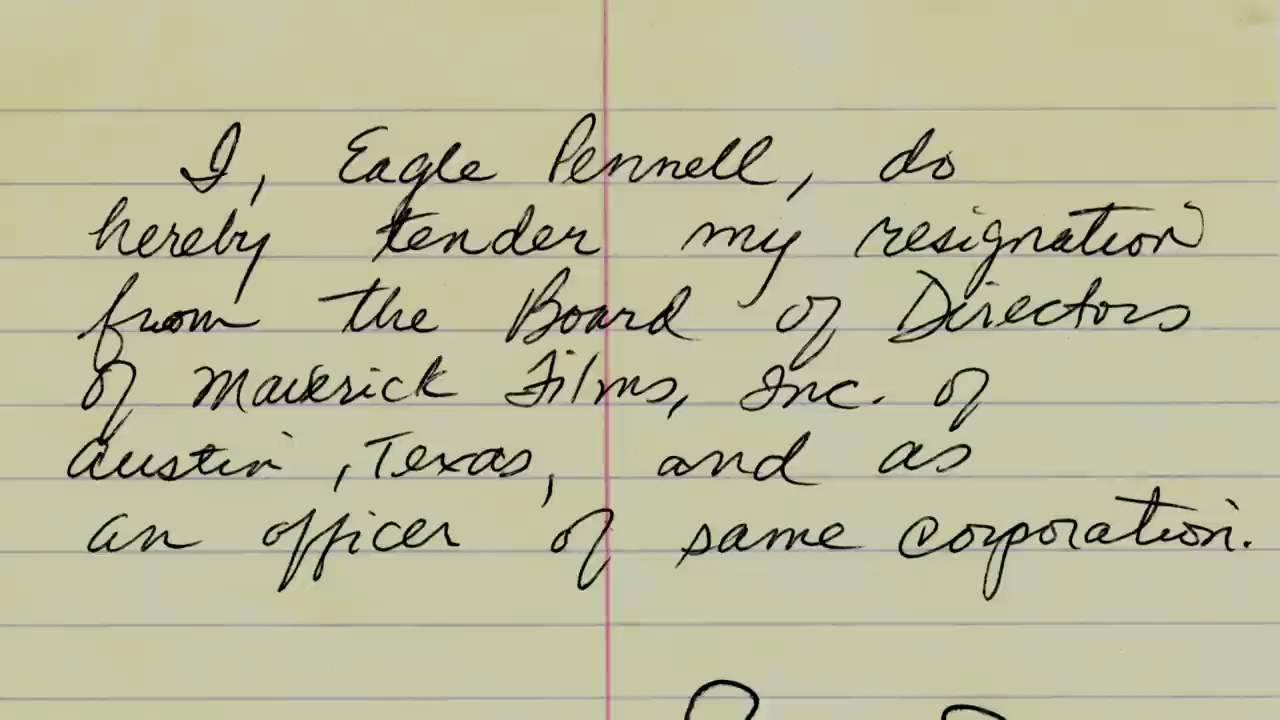 I, Eagle Pennell, do
hereby tender my resignation
from the Board of Directors
of Maverick Films, Inc. of
Austin, Texas, and as
an officer of same corporation.